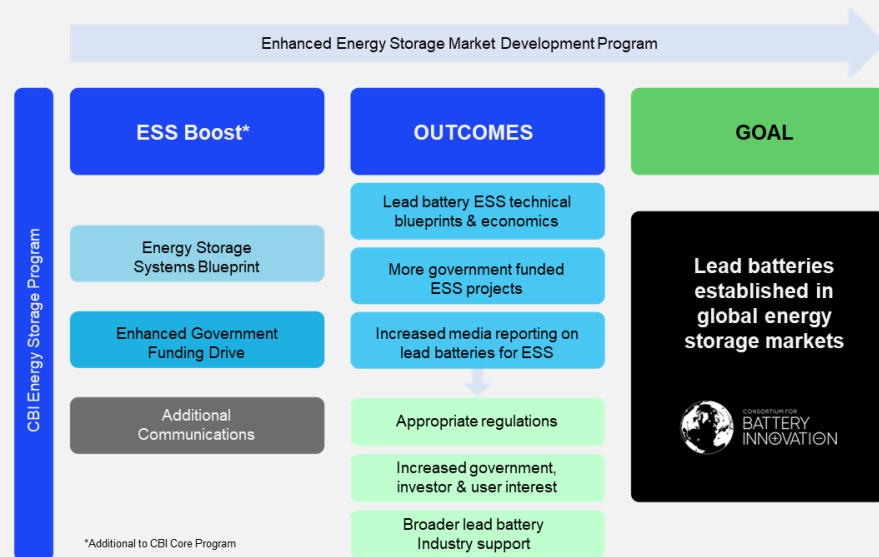 Enhanced Energy Storage Market Development Program
CBI Energy Storage Program
ESS Boost*
Energy Storage
Systems Blueprint
Enhanced Government
Funding Drive
Additional
Communications
*Additional to CBI Core Program
OUTCOMES
Lead battery ESS technical
blueprints & economics
More government funded
ESS projects
Increased media reporting on
lead batteries for ESS
Appropriate regulations
Increased government,
investor & user interest
Broader lead battery
Industry support
GOAL
Lead batteries
established in
global energy
storage markets
CONSORTIUM FOR
BATTERY
INNOVATION